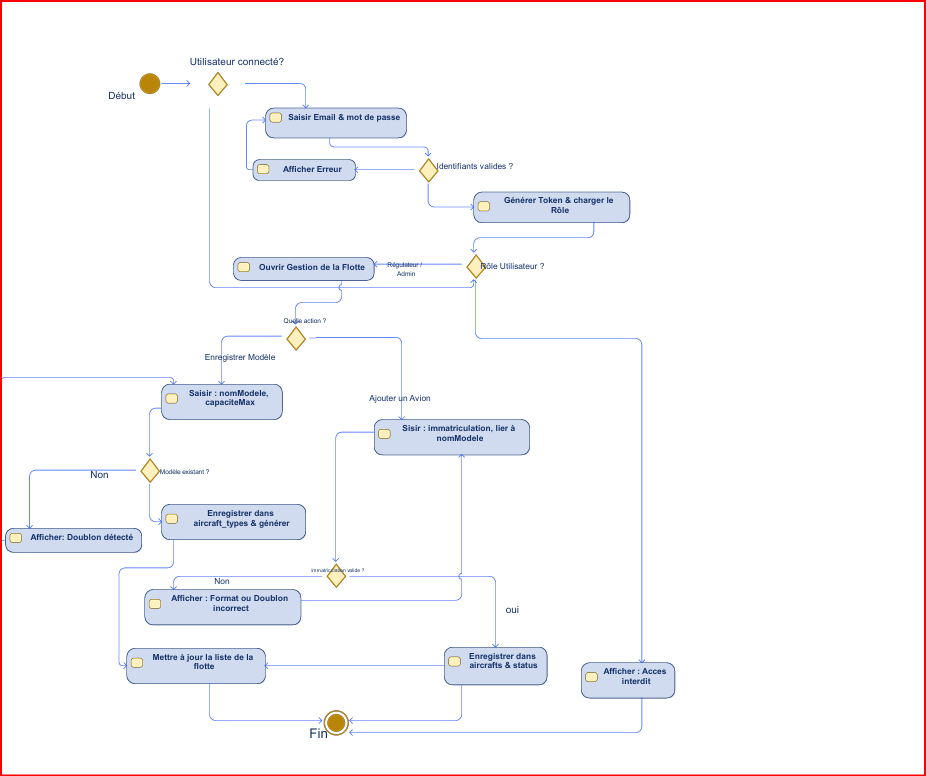 Utilisateur connecté?
Début
Saisir Email & mot de passe
Afficher Erreur
Identifiants valides ?
Générer Token & charger le
Rôle
Ouvrir Gestion de la Flotte
Régulateur /
Admin
Rôle Utilisateur ?
Quelle action ?
Enregistrer Modèle
Saisir : nomModele,
capaciteMax
Ajouter un Avion
Sisir : immatriculation, lier à
nomModele
Non
Modèle existant ?
Enregistrer dans
aircraft_types & générer
Afficher: Doublon détecté
Immatriculation valide ?
Non
Afficher : Format ou Doublon
incorrect
oui
Mettre à jour la liste de la
flotte
Enregistrer dans
aircrafts & status
Afficher : Acces
interdit
Fin